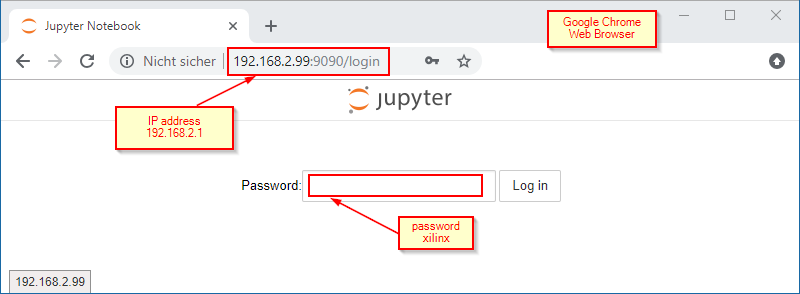 Jupyter Notebook
Google Chrome
Web Browser
Nicht sicher 192.168.2.99:9090/login
jupyter
IP address
192.168.2.1
Password: Log in
password
xilinx
192.168.2.99